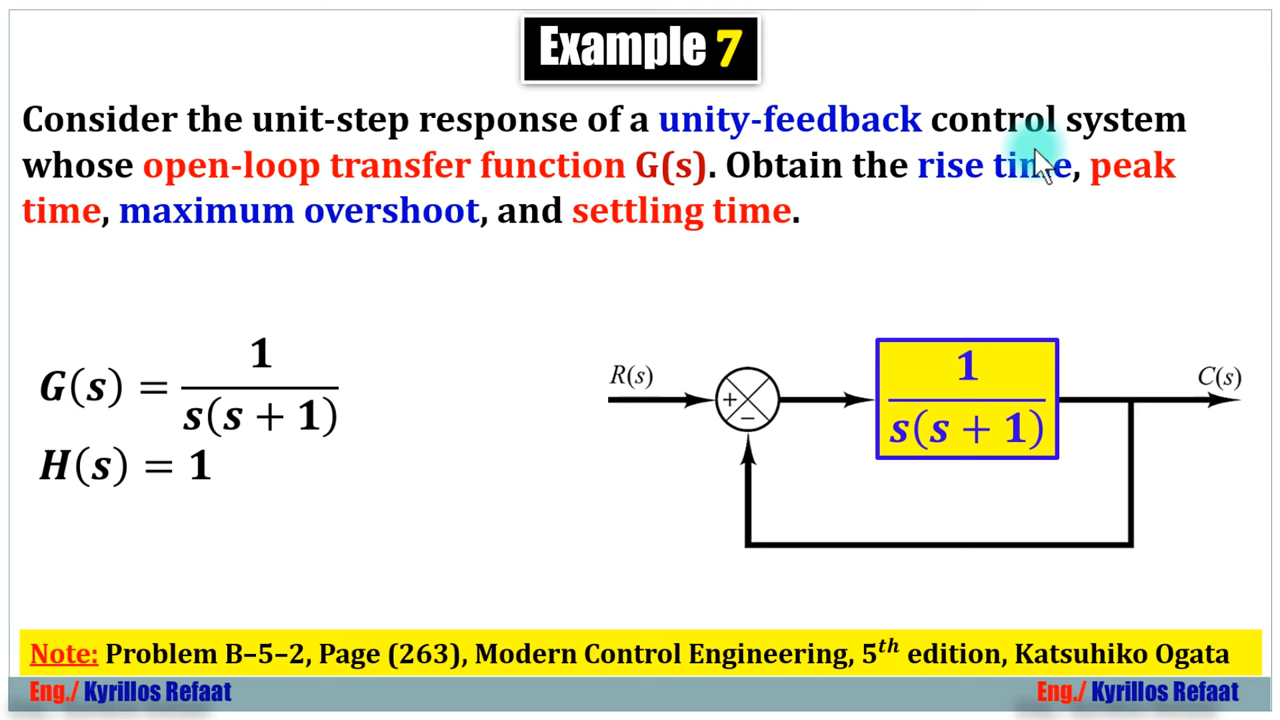 Example 7
Consider the unit-step response of a unity-feedback control system
whose open-loop transfer function G(s). Obtain the rise time, peak
time, maximum overshoot, and settling time.
G(s) = 1 / s(s + 1)
H(s) = 1
R(s)
+
−
1 / s(s + 1)
C(s)
Note: Problem B–5–2, Page (263), Modern Control Engineering, 5th edition, Katsuhiko Ogata
Eng./ Kyrillos Refaat
Eng./ Kyrillos Refaat